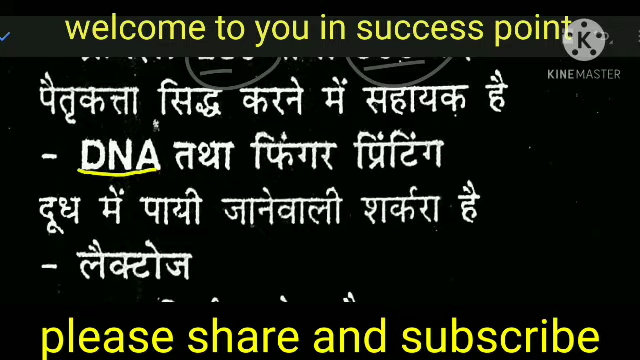 welcome to you in success point
KINEMASTER
पैतृकत्ता सिद्ध करने में सहायक है
- DNA तथा फिंगर प्रिंटिंग
दूध में पायी जानेवाली शर्करा है
- लैक्टोज
please share and subscribe